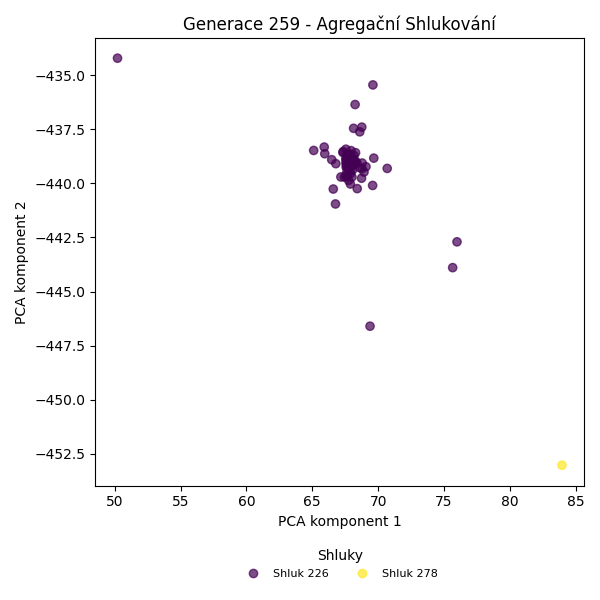 Generace 259 - Agregační Shlukování
PCA komponent 2
−435.0
−437.5
−440.0
−442.5
−445.0
−447.5
−450.0
−452.5
50 55 60 65 70 75 80 85
PCA komponent 1
Shluky
Shluk 226 Shluk 278